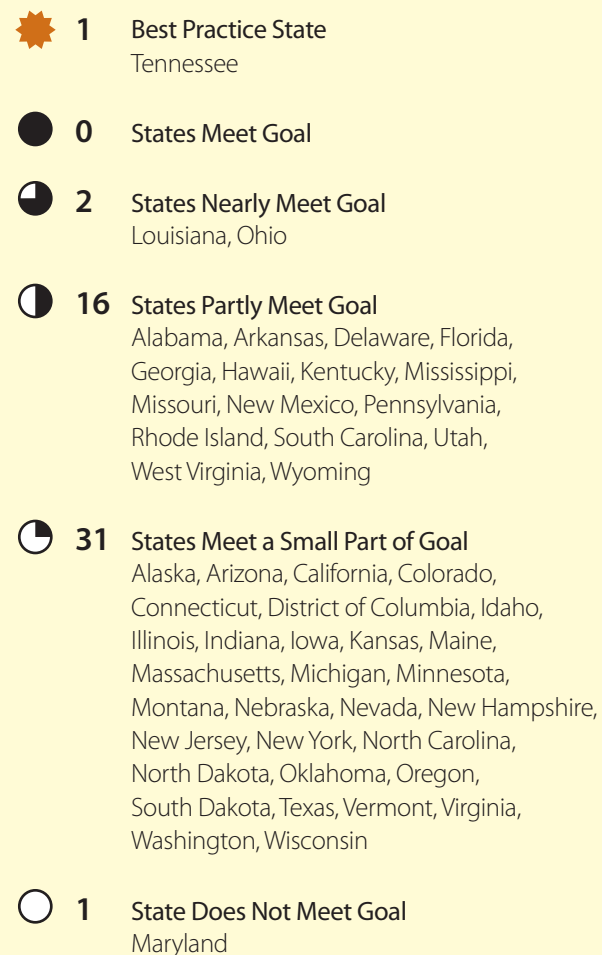 1 Best Practice State
Tennessee
0 States Meet Goal
2 States Nearly Meet Goal
Louisiana, Ohio
16 States Partly Meet Goal
Alabama, Arkansas, Delaware, Florida,
Georgia, Hawaii, Kentucky, Mississippi,
Missouri, New Mexico, Pennsylvania,
Rhode Island, South Carolina, Utah,
West Virginia, Wyoming
31 States Meet a Small Part of Goal
Alaska, Arizona, California, Colorado,
Connecticut, District of Columbia, Idaho,
Illinois, Indiana, Iowa, Kansas, Maine,
Massachusetts, Michigan, Minnesota,
Montana, Nebraska, Nevada, New Hampshire,
New Jersey, New York, North Carolina,
North Dakota, Oklahoma, Oregon,
South Dakota, Texas, Vermont, Virginia,
Washington, Wisconsin
1 State Does Not Meet Goal
Maryland